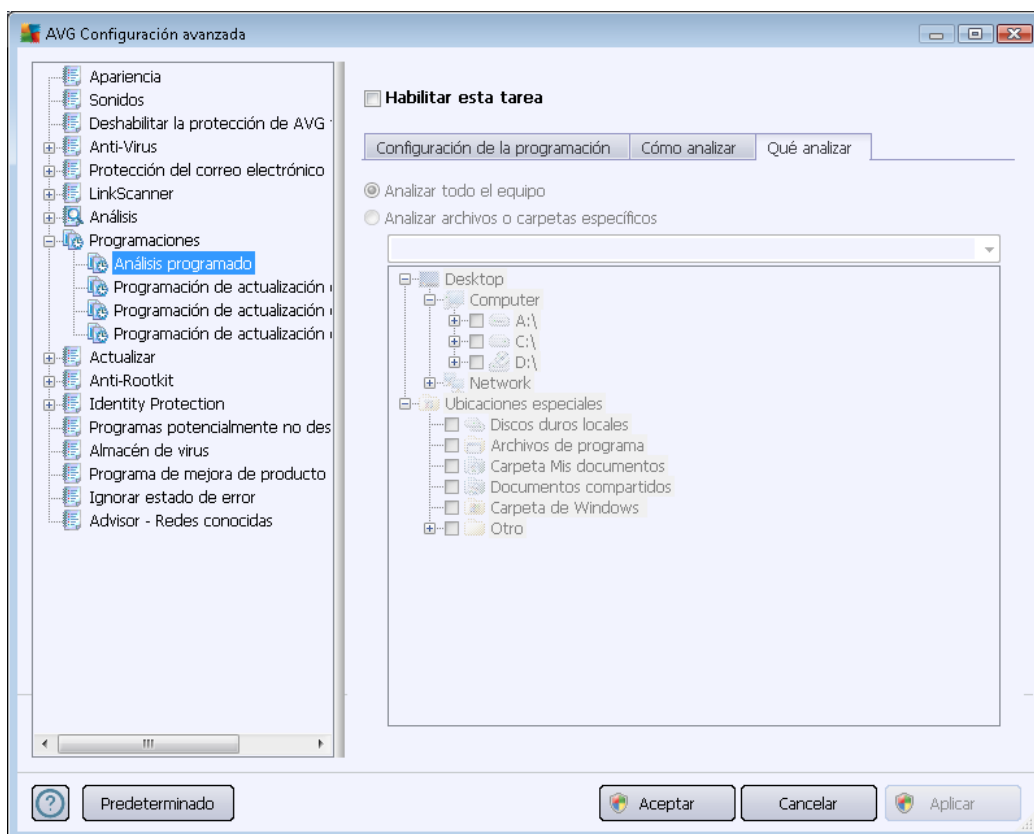 AVG Configuración avanzada
Apariencia
Sonidos
Deshabilitar la protección de AVG
Anti-Virus
Protección del correo electrónico
LinkScanner
Análisis
Programaciones
Análisis programado
Programación de actualización
Programación de actualización
Programación de actualización
Actualizar
Anti-Rootkit
Identity Protection
Programas potencialmente no des
Almacén de virus
Programa de mejora de producto
Ignorar estado de error
Advisor - Redes conocidas
Habilitar esta tarea
Configuración de la programación
Cómo analizar
Qué analizar
Analizar todo el equipo
Analizar archivos o carpetas específicos
Desktop
Computer
A:\
C:\
D:\
Network
Ubicaciones especiales
Discos duros locales
Archivos de programa
Carpeta Mis documentos
Documentos compartidos
Carpeta de Windows
Otro
Predeterminado
Aceptar
Cancelar
Aplicar